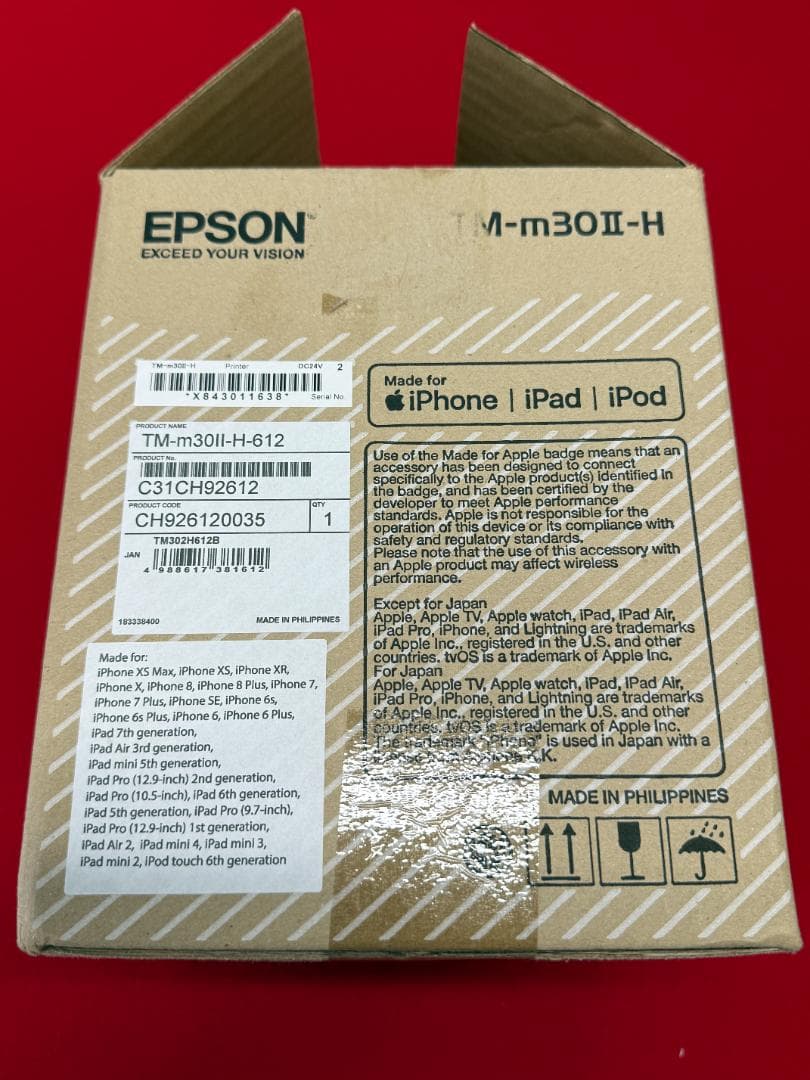 EPSON
EXCEED YOUR VISION
TM-m30II-H
TM-m30II-H Printer DC24V 2
*X843011638* Serial No.
PRODUCT NAME
TM-m30II-H-612
PRODUCT No.
C31CH92612
PRODUCT CODE QTY
CH926120035 1
TM302H612B
JAN
4 988617 381612
183338400 MADE IN PHILIPPINES
Made for:
iPhone XS Max, iPhone XS, iPhone XR,
iPhone X, iPhone 8, iPhone 8 Plus, iPhone 7,
iPhone 7 Plus, iPhone SE, iPhone 6s,
iPhone 6s Plus, iPhone 6, iPhone 6 Plus,
iPad 7th generation,
iPad Air 3rd generation,
iPad mini 5th generation,
iPad Pro (12.9-inch) 2nd generation,
iPad Pro (10.5-inch), iPad 6th generation,
iPad 5th generation, iPad Pro (9.7-inch),
iPad Pro (12.9-inch) 1st generation,
iPad Air 2, iPad mini 4, iPad mini 3,
iPad mini 2, iPod touch 6th generation
Made for
iPhone | iPad | iPod
Use of the Made for Apple badge means that an
accessory has been designed to connect
specifically to the Apple product(s) identified in
the badge, and has been certified by the
developer to meet Apple performance
standards. Apple is not responsible for the
operation of this device or its compliance with
safety and regulatory standards.
Please note that the use of this accessory with
an Apple product may affect wireless
performance.
Except for Japan
Apple, Apple TV, Apple watch, iPad, iPad Air,
iPad Pro, iPhone, and Lightning are trademarks
of Apple Inc., registered in the U.S. and other
countries. tvOS is a trademark of Apple Inc.
For Japan
Apple, Apple TV, Apple watch, iPad, iPad Air,
iPad Pro, iPhone, and Lightning are trademarks
of Apple Inc., registered in the U.S. and other
countries. tvOS is a trademark of Apple Inc.
The trademark "iPhone" is used in Japan with a
K.K.
MADE IN PHILIPPINES